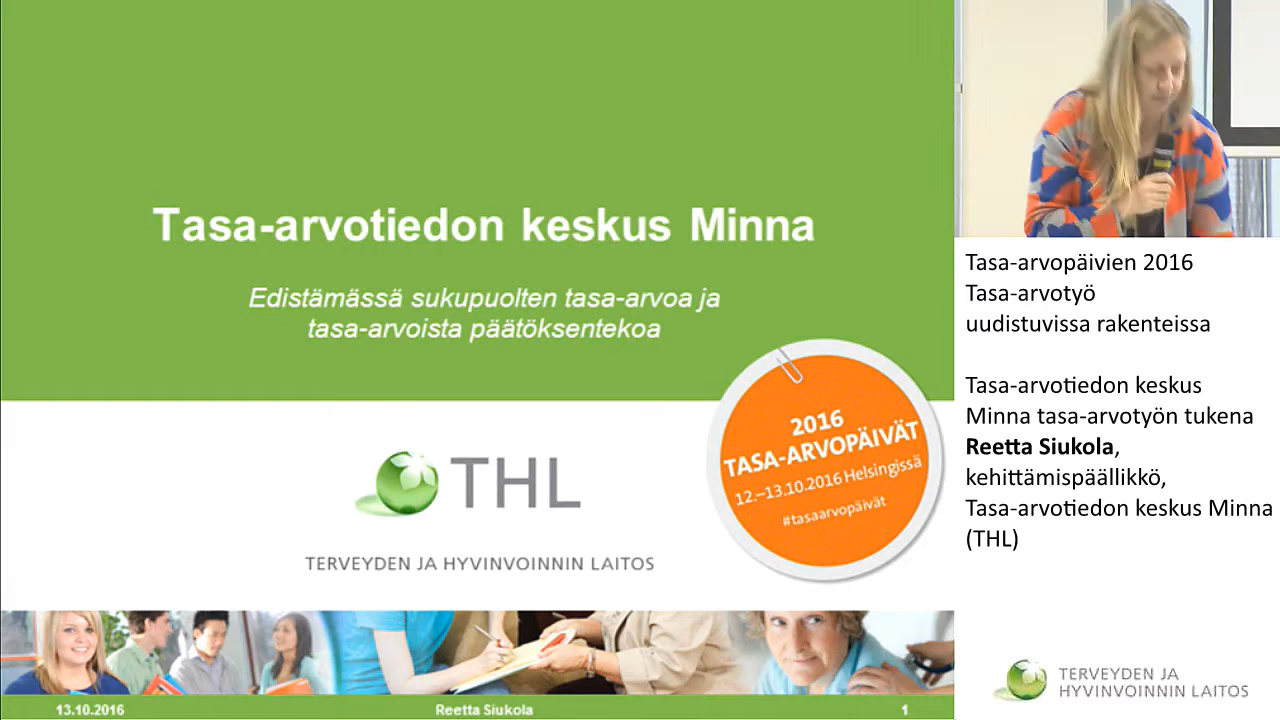 Tasa-arvotiedon keskus Minna
Edistämässä sukupuolten tasa-arvoa ja
tasa-arvoista päätöksentekoa
2016
TASA-ARVOPÄIVÄT
12.–13.10.2016 Helsingissä
#tasaarvopäivät
THL
TERVEYDEN JA HYVINVOINNIN LAITOS
13.10.2016
Reetta Siukola
1
Tasa-arvopäivien 2016
Tasa-arvotyö
uudistuvissa rakenteissa
Tasa-arvotiedon keskus
Minna tasa-arvotyön tukena
Reetta Siukola,
kehittämispäällikkö,
Tasa-arvotiedon keskus Minna
(THL)
TERVEYDEN JA
HYVINVOINNIN LAITOS